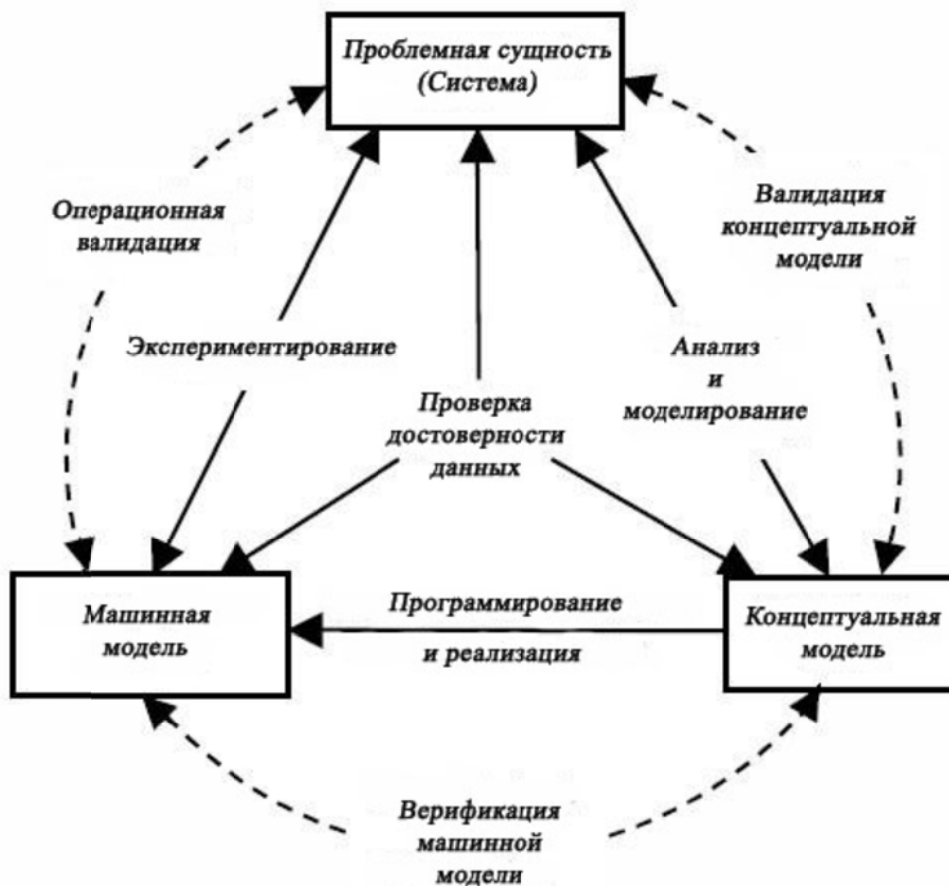 Проблемная сущность
(Система)
Операционная
валидация
Валидация
концептуальной
модели
Экспериментирование
Анализ
и
моделирование
Проверка
достоверности
данных
Машинная
модель
Программирование
и реализация
Концептуальная
модель
Верификация
машинной
модели